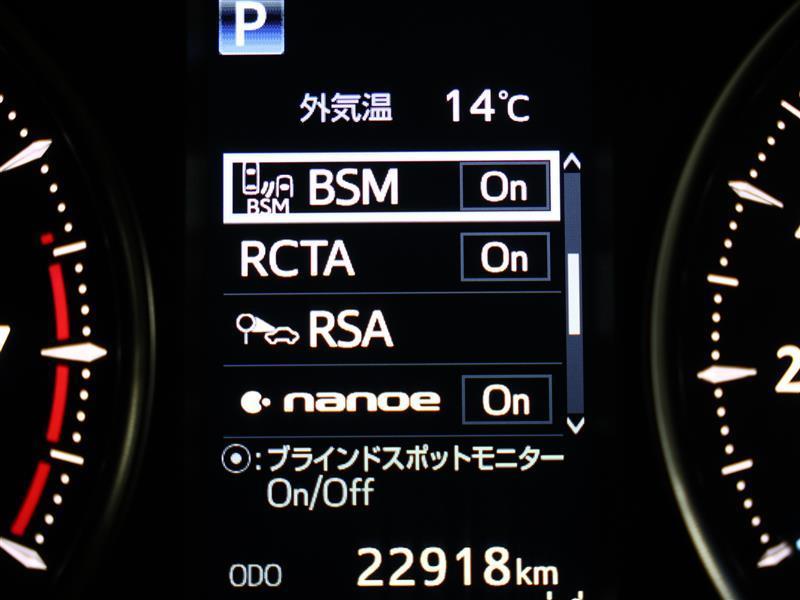 P
外気温 14℃
BSM BSM On
RCTA On
RSA
nanoe On
:ブラインドスポットモニター
On/Off
ODO 22918km